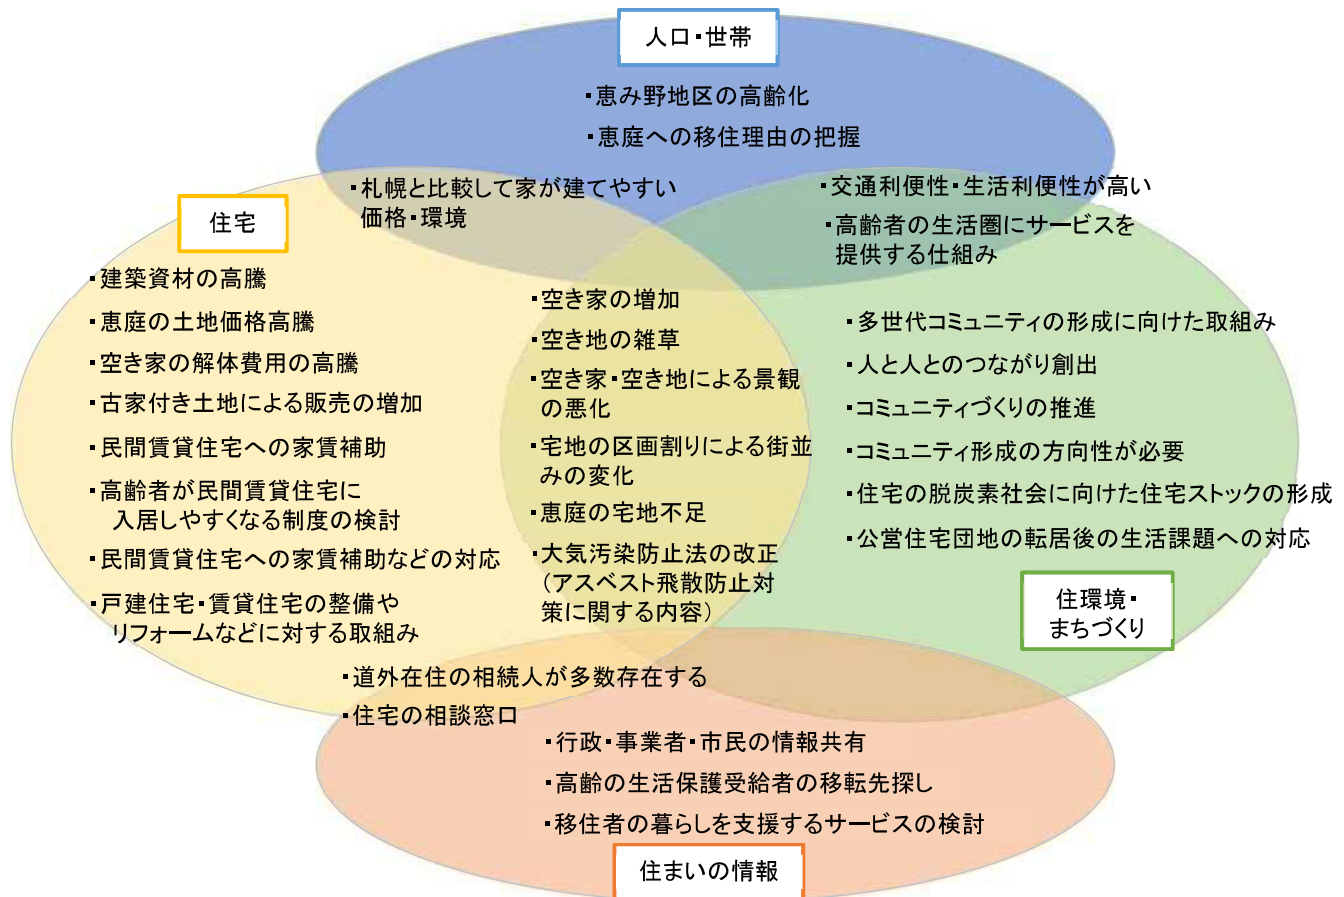 人口・世帯
・恵み野地区の高齢化
・恵庭への移住理由の把握
・札幌と比較して家が建てやすい
価格・環境
・交通利便性・生活利便性が高い
・高齢者の生活圏にサービスを
提供する仕組み
住宅
・建築資材の高騰
・恵庭の土地価格高騰
・空き家の解体費用の高騰
・古家付き土地による販売の増加
・民間賃貸住宅への家賃補助
・高齢者が民間賃貸住宅に
入居しやすくなる制度の検討
・民間賃貸住宅への家賃補助などの対応
・戸建住宅・賃貸住宅の整備や
リフォームなどに対する取組み
・空き家の増加
・空き地の雑草
・空き家・空き地による景観
の悪化
・宅地の区画割りによる街並
みの変化
・恵庭の宅地不足
・大気汚染防止法の改正
（アスベスト飛散防止対
策に関する内容）
・多世代コミュニティの形成に向けた取組み
・人と人とのつながり創出
・コミュニティづくりの推進
・コミュニティ形成の方向性が必要
・住宅の脱炭素社会に向けた住宅ストックの形成
・公営住宅団地の転居後の生活課題への対応
住環境・
まちづくり
・道外在住の相続人が多数存在する
・住宅の相談窓口
・行政・事業者・市民の情報共有
・高齢の生活保護受給者の移転先探し
・移住者の暮らしを支援するサービスの検討
住まいの情報